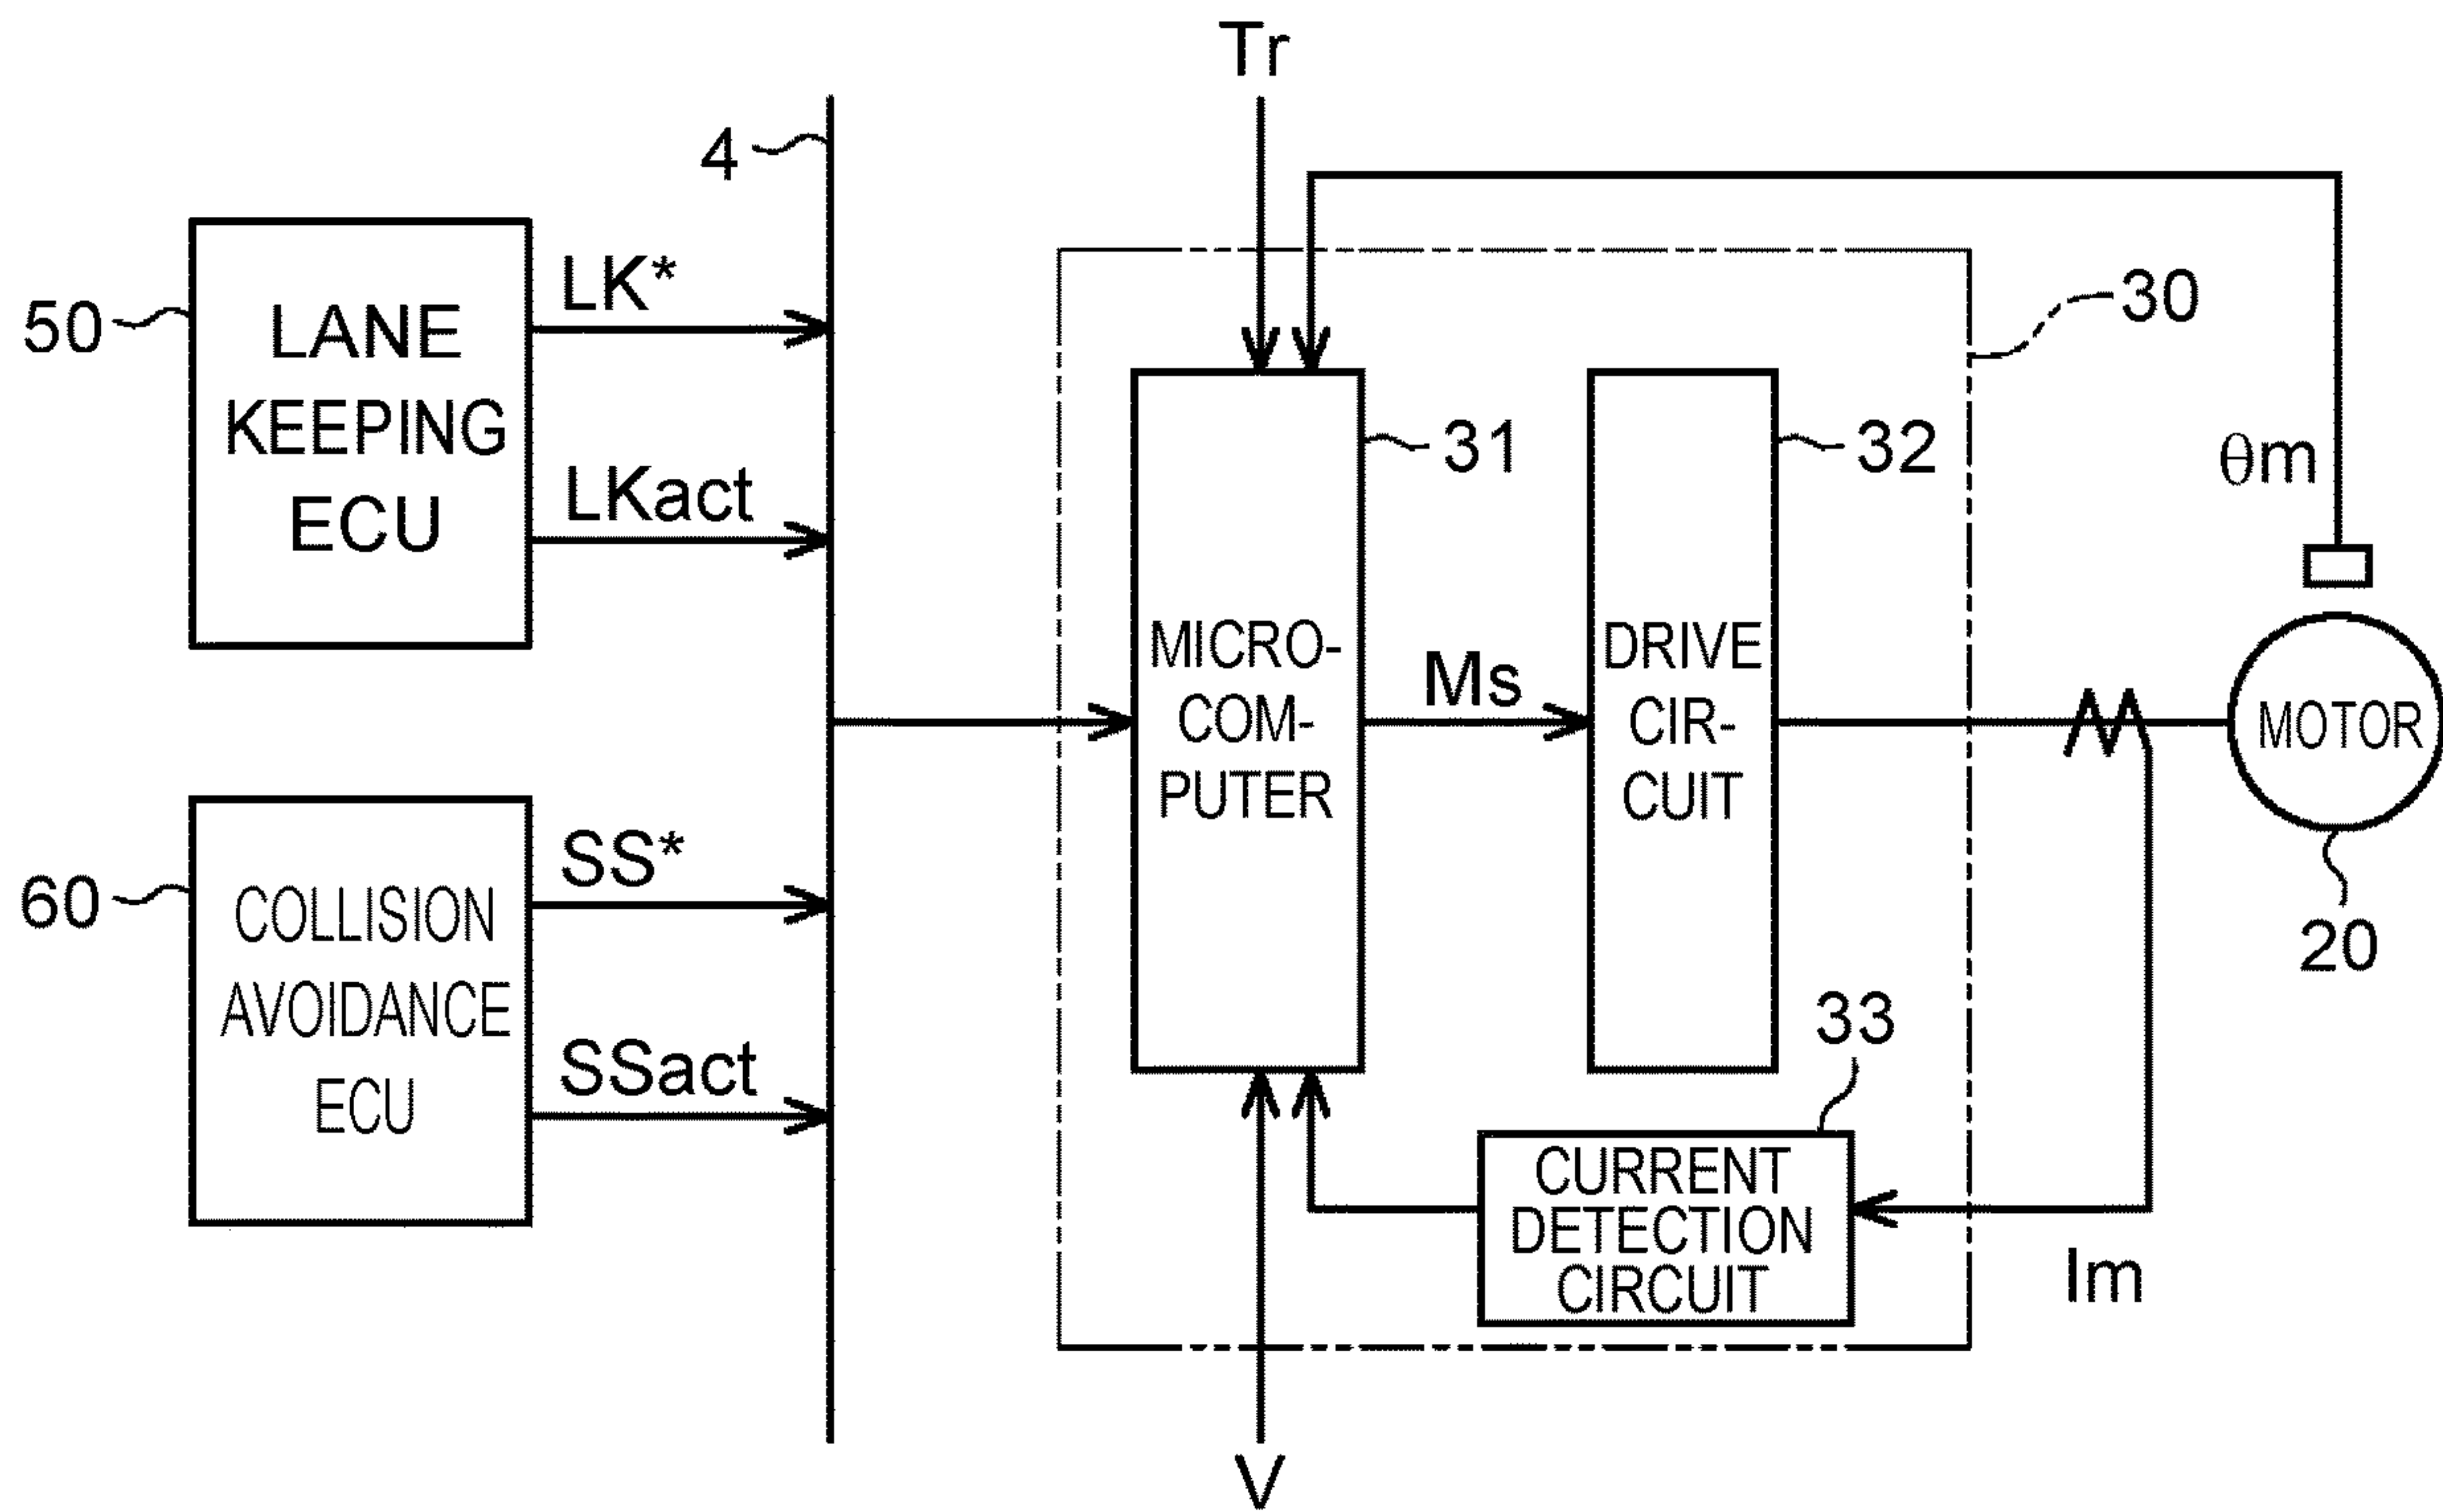 Tr
4
50
LANE
KEEPING
ECU
LK*
LKact
60
COLLISION
AVOIDANCE
ECU
SS*
SSact
30
31
MICRO-
COM-
PUTER
Ms
32
DRIVE
CIR-
CUIT
θm
MOTOR
20
33
CURRENT
DETECTION
CIRCUIT
Im
V